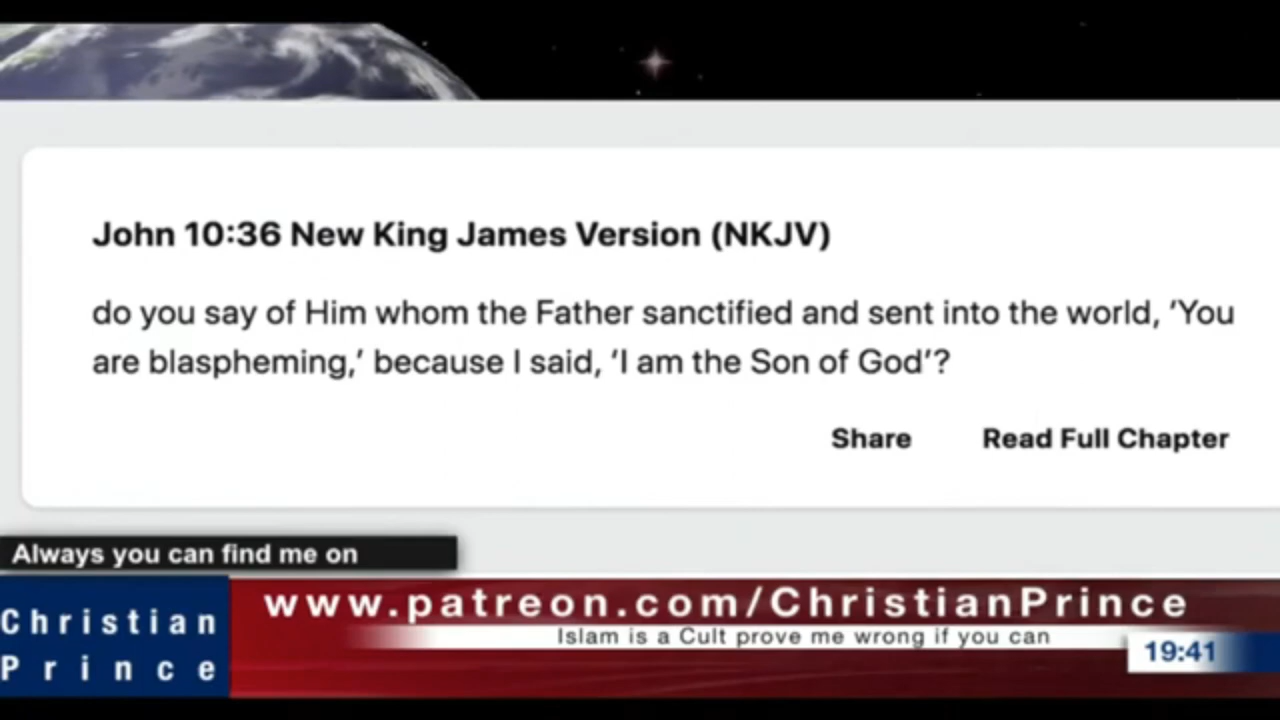 John 10:36 New King James Version (NKJV)
do you say of Him whom the Father sanctified and sent into the world, ‘You
are blaspheming,’ because I said, ‘I am the Son of God’?
Share Read Full Chapter
Always you can find me on
Christian
Prince
www.patreon.com/ChristianPrince
Islam is a Cult prove me wrong if you can
19:41